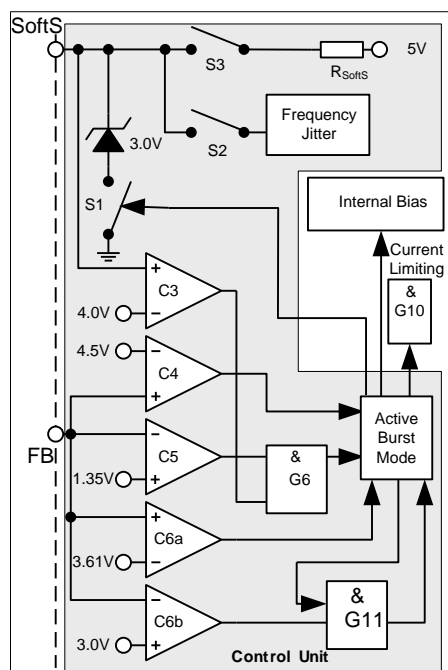 SoftS
5V
S3
R SoftS
Frequency
Jitter
3.0V
S2
S1
Internal Bias
Current
Limiting
+
C3
&
G10
4.0V
−
4.5V
−
C4
+
Active
Burst
Mode
FB
−
C5
&
G6
1.35V
+
+
C6a
3.61V
−
−
C6b
&
G11
3.0V
+
Control Unit